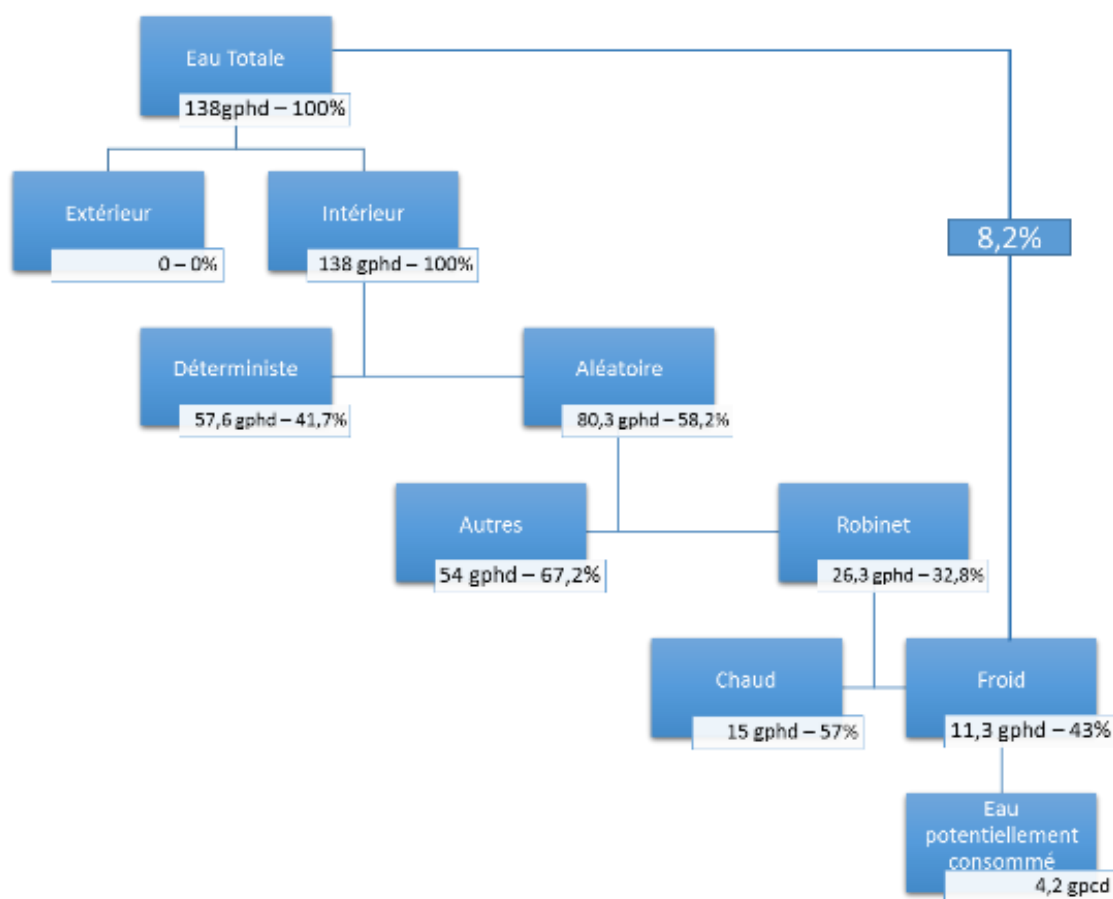 Eau Totale
138gphd – 100%
Extérieur
0 – 0%
Intérieur
138 gphd – 100%
8,2%
Déterministe
57,6 gphd – 41,7%
Aléatoire
80,3 gphd – 58,2%
Autres
54 gphd – 67,2%
Robinet
26,3 gphd – 32,8%
Chaud
15 gphd – 57%
Froid
11,3 gphd – 43%
Eau
potentiellement
consommé
4,2 gpcd